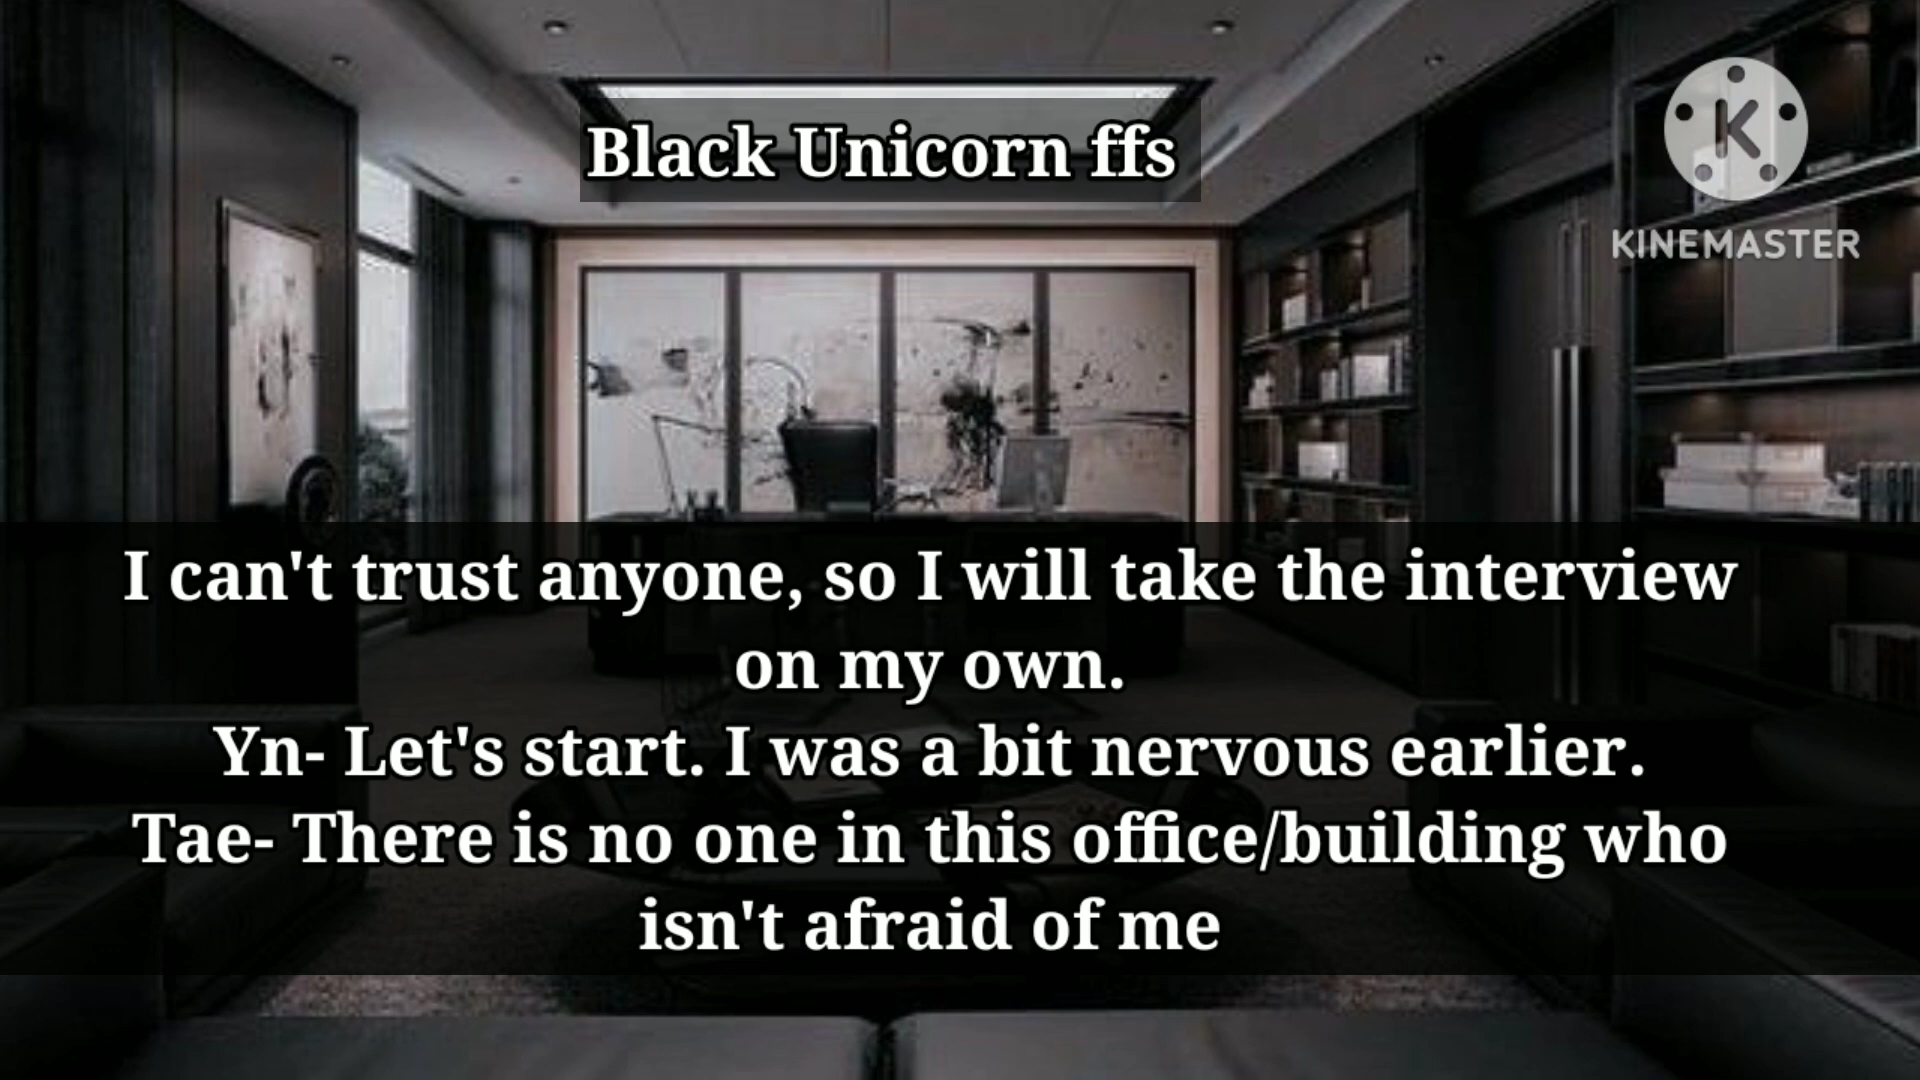 Black Unicorn ffs
K
KINEMASTER
I can't trust anyone, so I will take the interview
on my own.
Yn- Let's start. I was a bit nervous earlier.
Tae- There is no one in this office/building who
isn't afraid of me